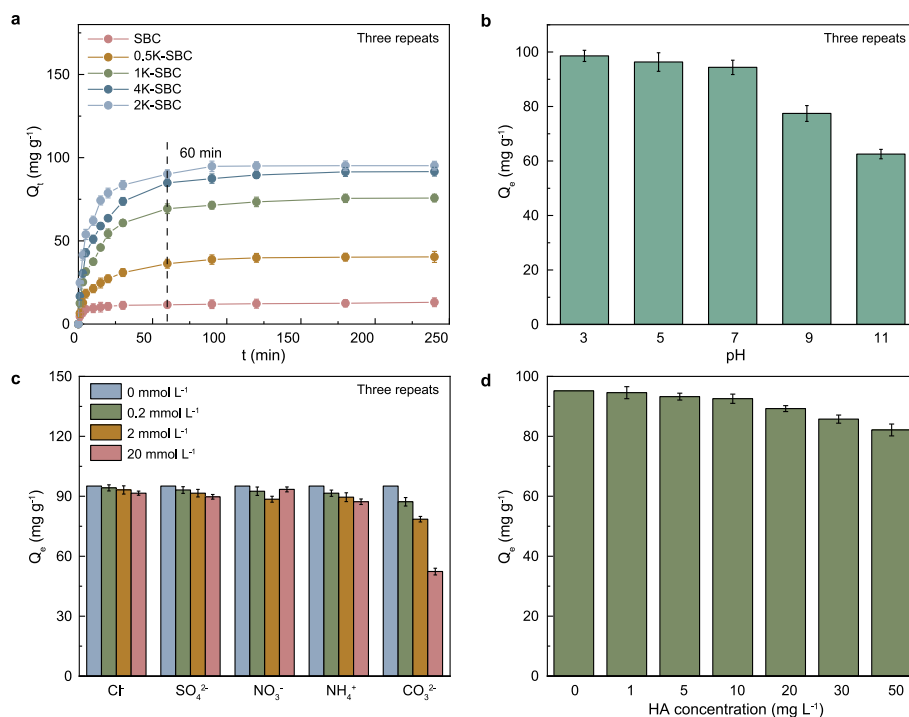 a
Three repeats
SBC
0.5K-SBC
1K-SBC
4K-SBC
2K-SBC
60 min
150
100
50
0
Qt (mg g⁻¹)
0 50 100 150 200 250
t (min)
b
Three repeats
100
80
60
40
20
0
Qe (mg g⁻¹)
3 5 7 9 11
pH
c
Three repeats
0 mmol L⁻¹
0.2 mmol L⁻¹
2 mmol L⁻¹
20 mmol L⁻¹
150
120
90
60
30
0
Qe (mg g⁻¹)
Cl⁻ SO₄²⁻ NO₃⁻ NH₄⁺ CO₃²⁻
d
100
80
60
40
20
0
Qe (mg g⁻¹)
0 1 5 10 20 30 50
HA concentration (mg L⁻¹)